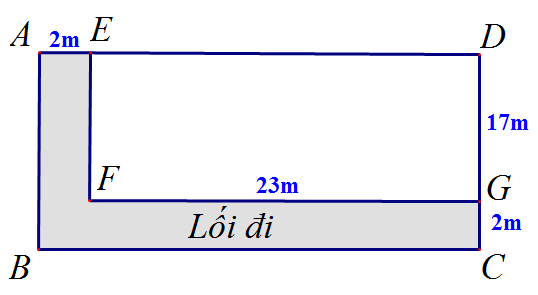 A 2m E D
17m
F 23m G
Lối đi 2m
B C